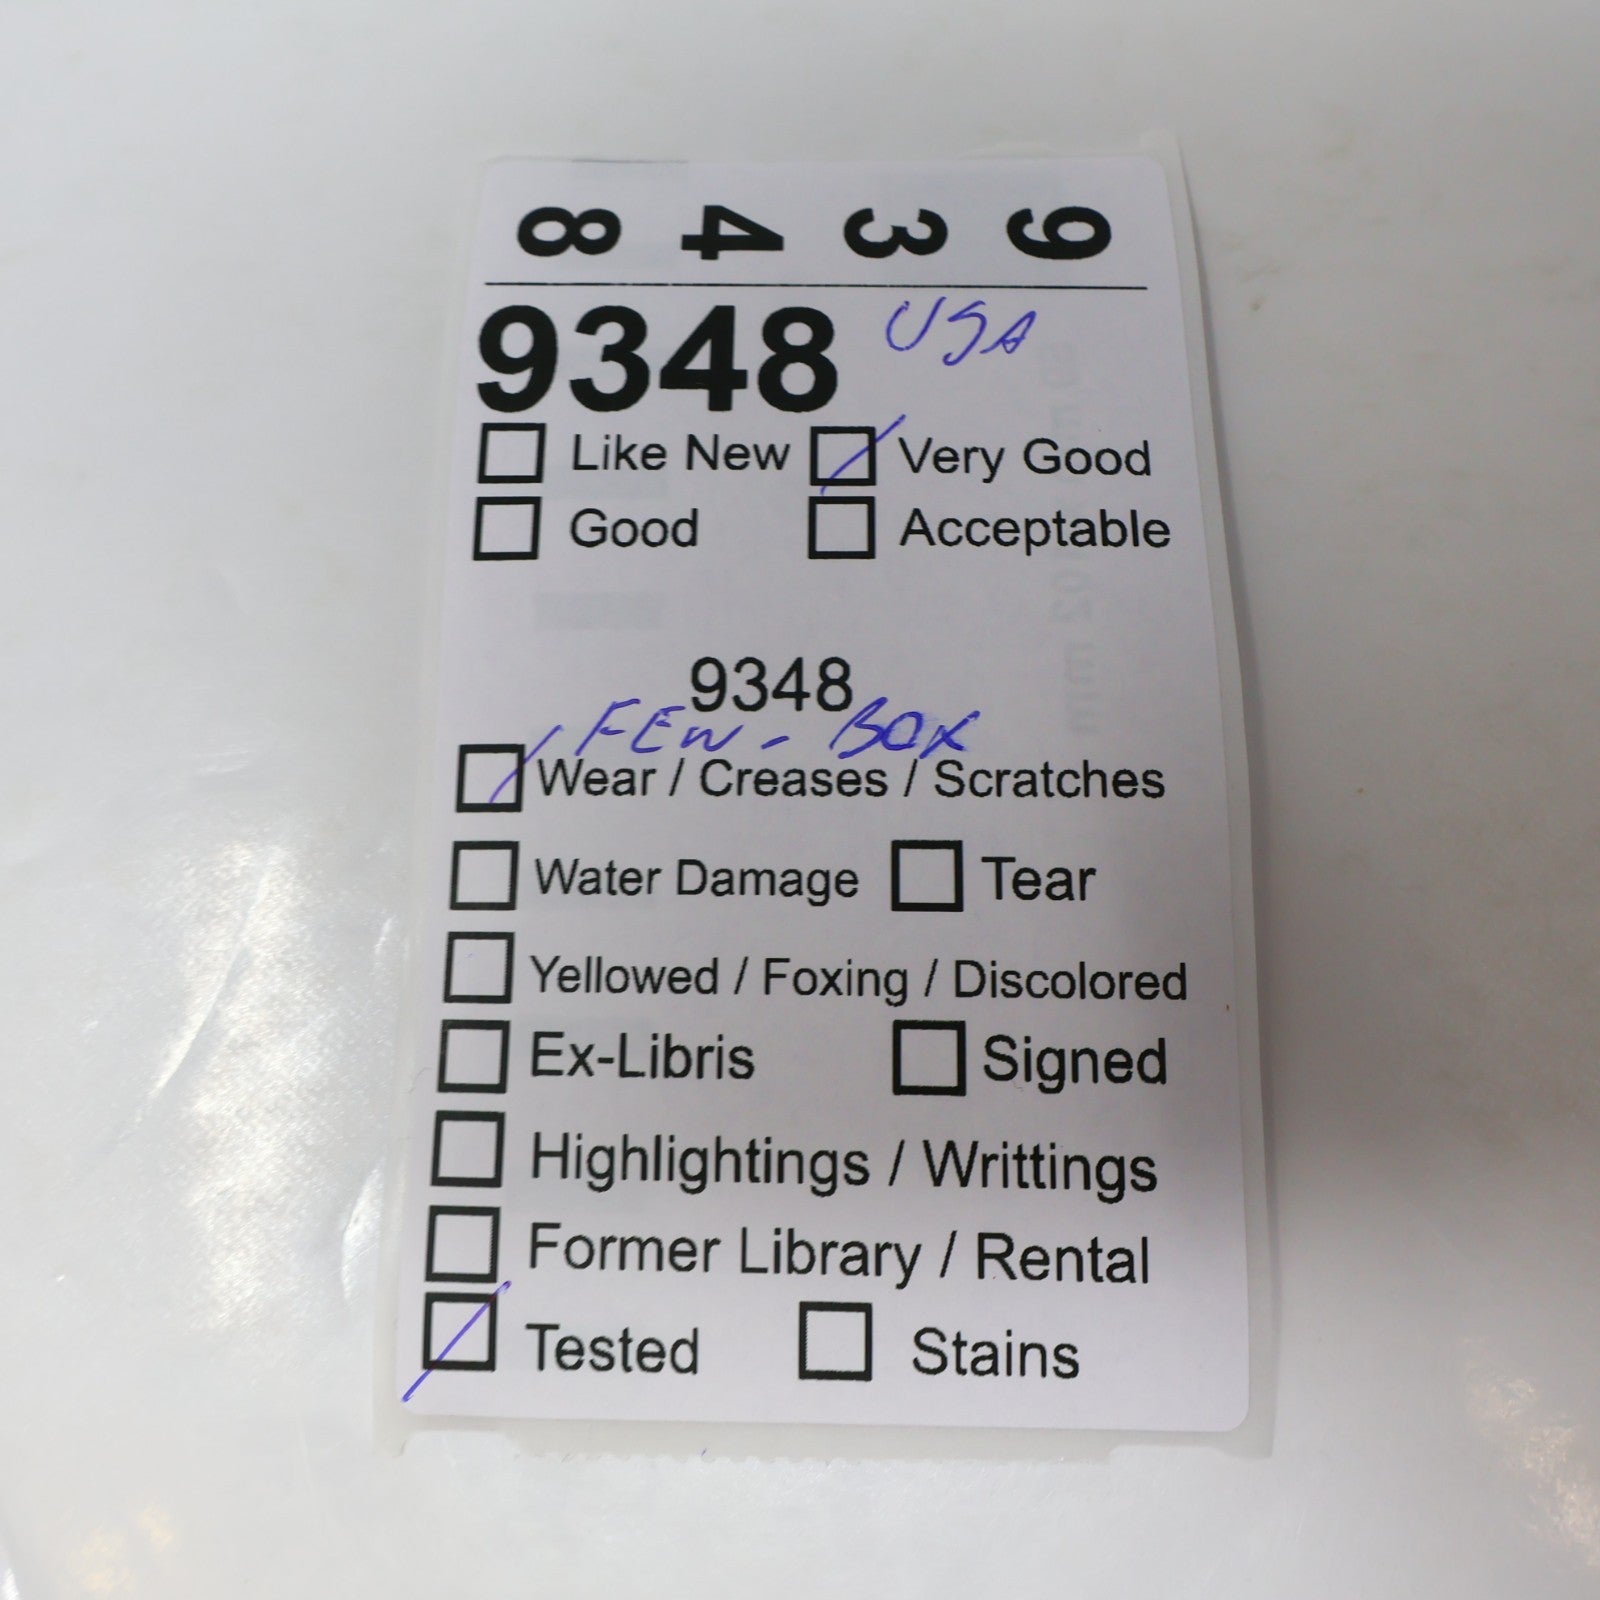 9 3 4 8
9348 USA
Like New Very Good
Good Acceptable
9348
FEW - BOX
Wear / Creases / Scratches
Water Damage Tear
Yellowed / Foxing / Discolored
Ex-Libris Signed
Highlightings / Writtings
Former Library / Rental
Tested Stains